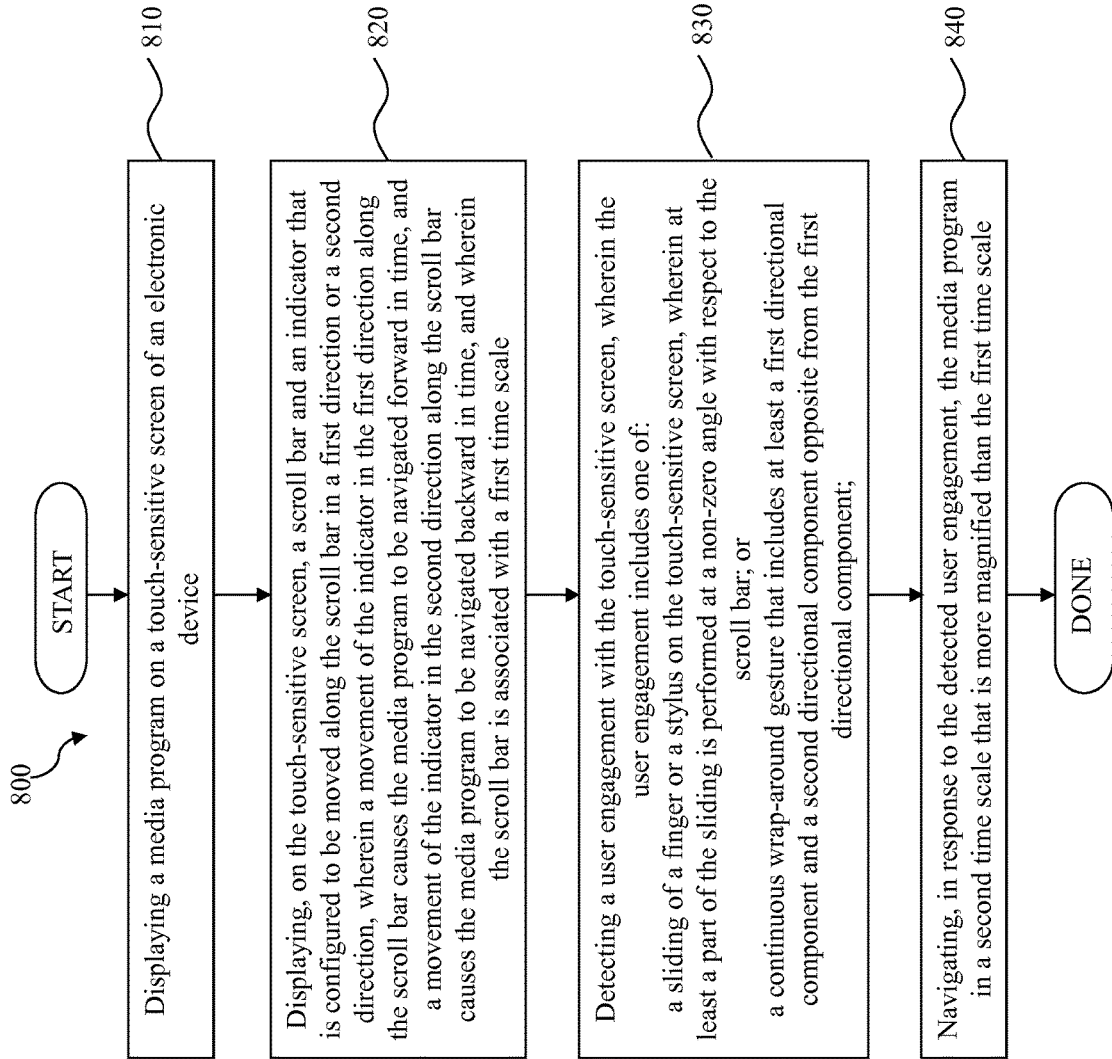 800
START
Displaying a media program on a touch-sensitive screen of an electronic
device
810
Displaying, on the touch-sensitive screen, a scroll bar and an indicator that
is configured to be moved along the scroll bar in a first direction or a second
direction, wherein a movement of the indicator in the first direction along
the scroll bar causes the media program to be navigated forward in time, and
a movement of the indicator in the second direction along the scroll bar
causes the media program to be navigated backward in time, and wherein
the scroll bar is associated with a first time scale
820
Detecting a user engagement with the touch-sensitive screen, wherein the
user engagement includes one of:
a sliding of a finger or a stylus on the touch-sensitive screen, wherein at
least a part of the sliding is performed at a non-zero angle with respect to the
scroll bar; or
a continuous wrap-around gesture that includes at least a first directional
component and a second directional component opposite from the first
directional component;
830
Navigating, in response to the detected user engagement, the media program
in a second time scale that is more magnified than the first time scale
840
DONE